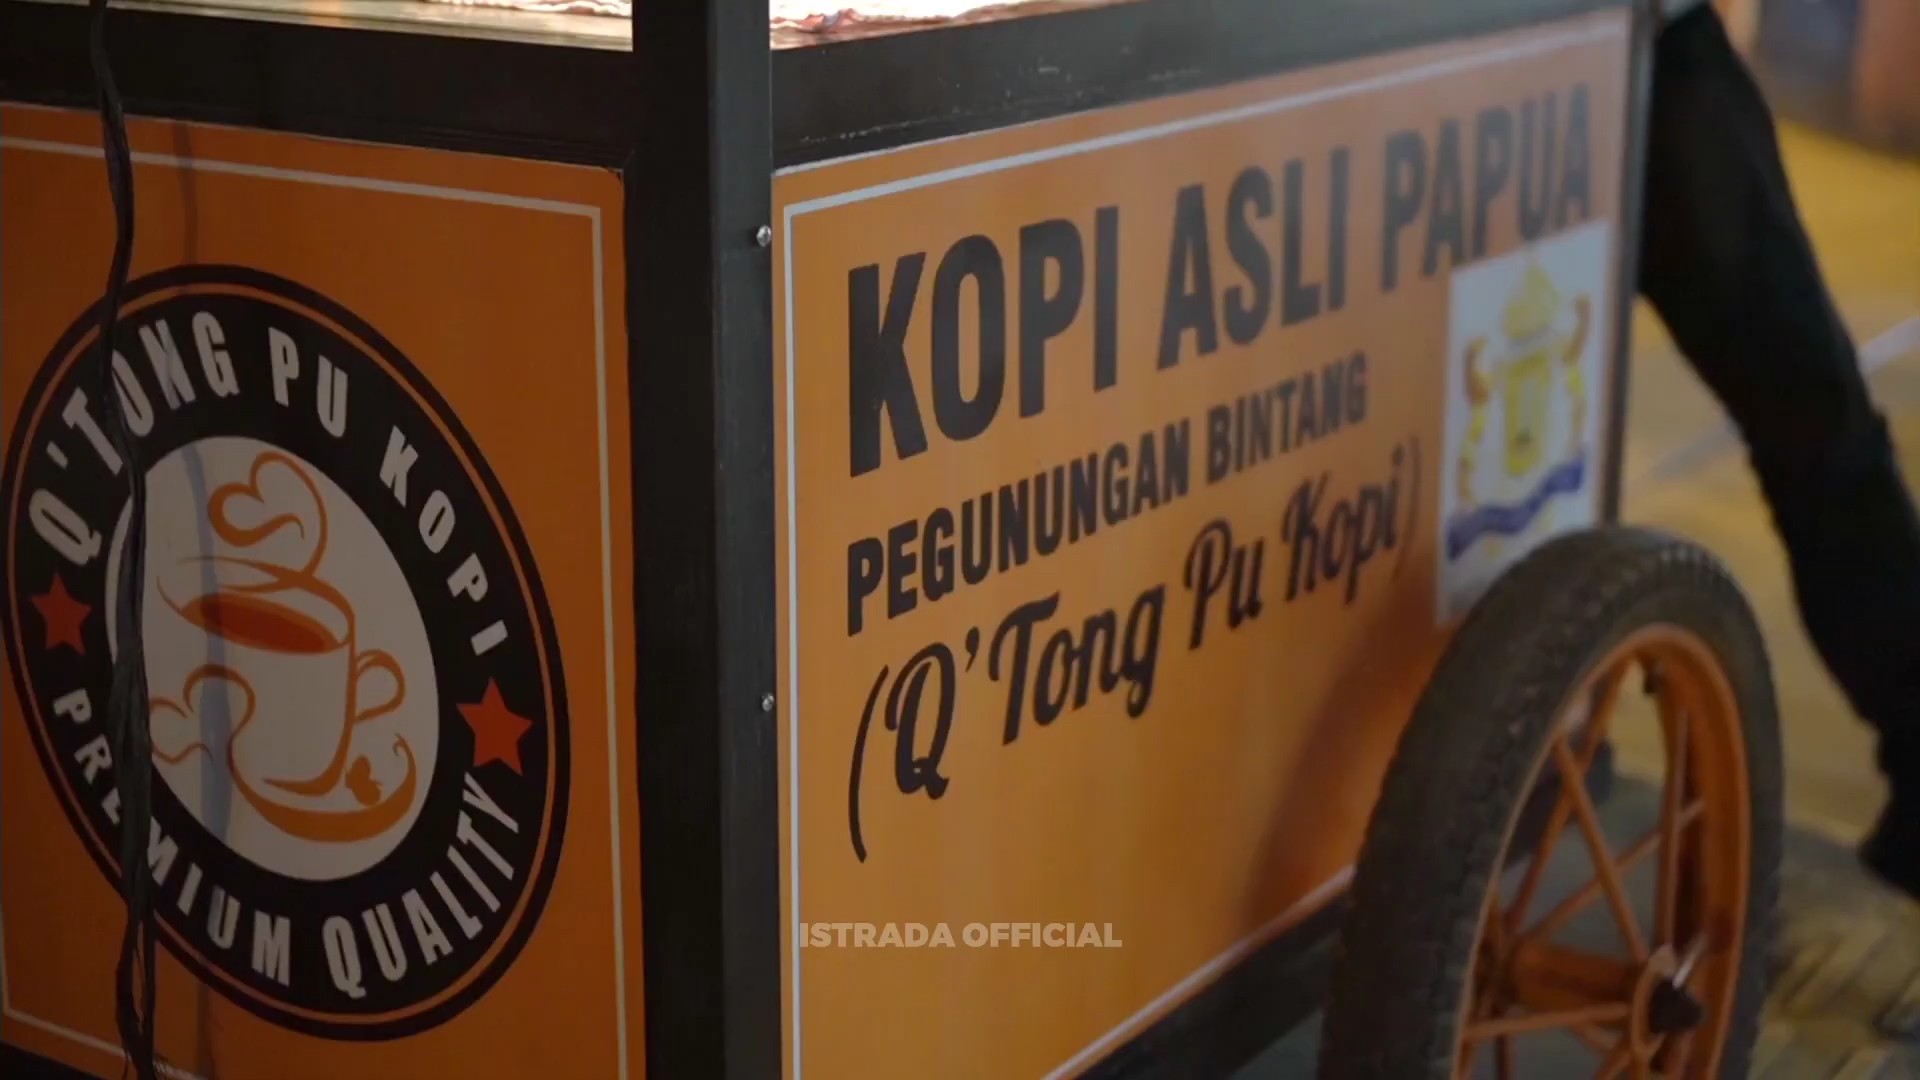 Q'TONG PU KOPI
PREMIUM QUALITY
KOPI ASLI PAPUA
PEGUNUNGAN BINTANG
(Q'Tong Pu Kopi)
ISTRADA OFFICIAL